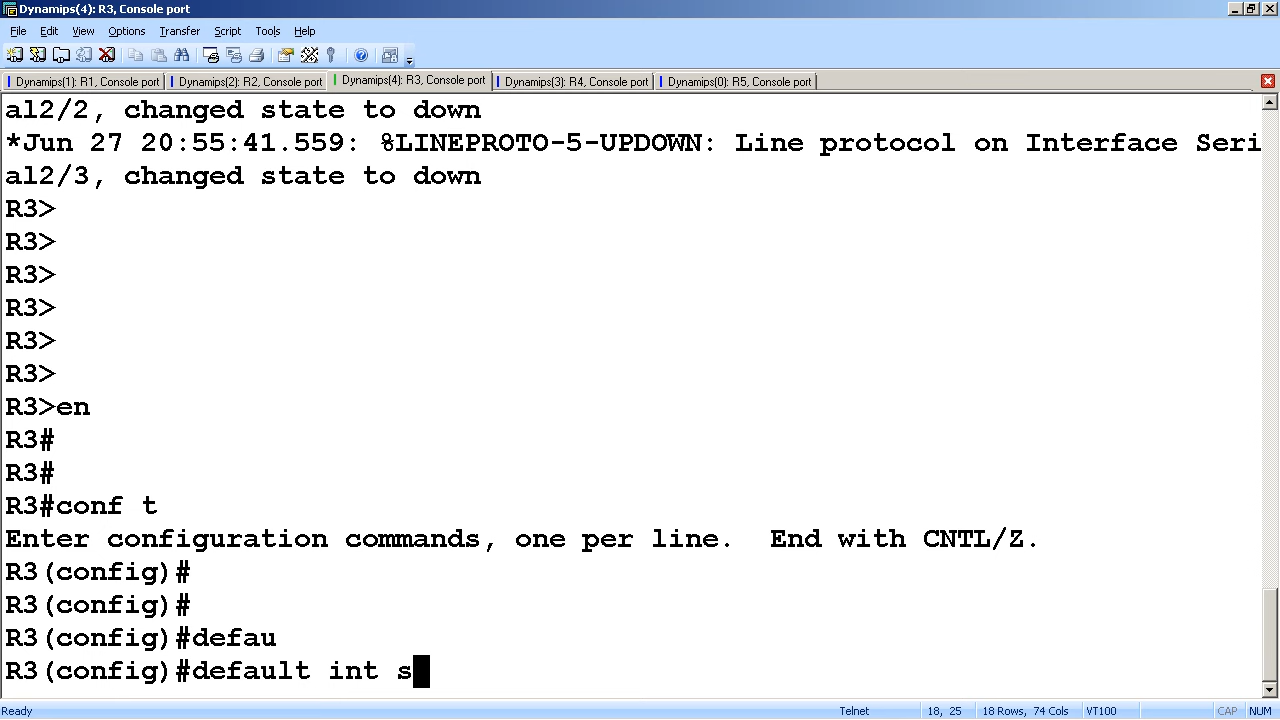 Dynamips(4): R3, Console port
File Edit View Options Transfer Script Tools Help
Dynamips(1): R1, Console port Dynamips(2): R2, Console port Dynamips(4): R3, Console port Dynamips(3): R4, Console port Dynamips(0): R5, Console port
al2/2, changed state to down
*Jun 27 20:55:41.559: %LINEPROTO-5-UPDOWN: Line protocol on Interface Seri
al2/3, changed state to down
R3>
R3>
R3>
R3>
R3>
R3>
R3>en
R3#
R3#
R3#conf t
Enter configuration commands, one per line.  End with CNTL/Z.
R3(config)#
R3(config)#
R3(config)#defau
R3(config)#default int s
Ready Telnet 18, 25 18 Rows, 74 Cols VT100 CAP NUM